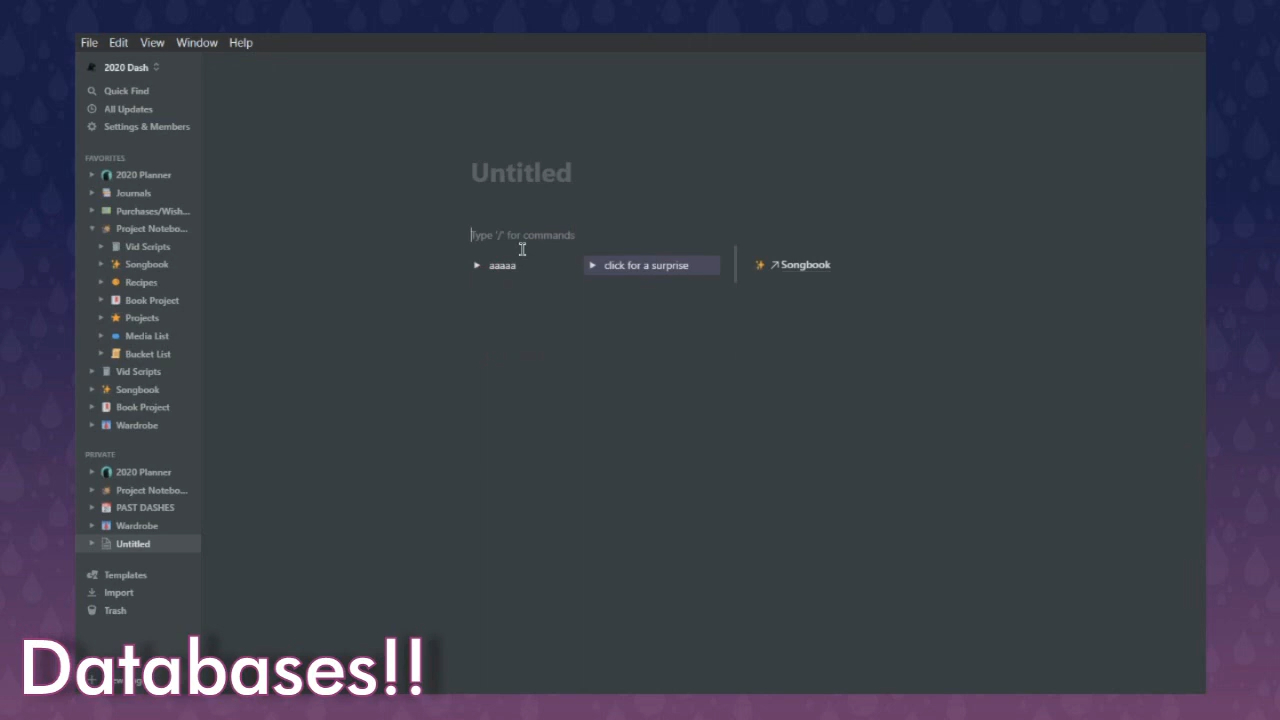 File Edit View Window Help
2020 Dash
Quick Find
All Updates
Settings & Members
FAVORITES
2020 Planner
Journals
Purchases/Wish...
Project Notebo...
Vid Scripts
Songbook
Recipes
Book Project
Projects
Media List
Bucket List
Vid Scripts
Songbook
Book Project
Wardrobe
PRIVATE
2020 Planner
Project Notebo...
PAST DASHES
Wardrobe
Untitled
Templates
Import
Trash
Untitled
Type '/' for commands
aaaaa click for a surprise Songbook
Databases!!